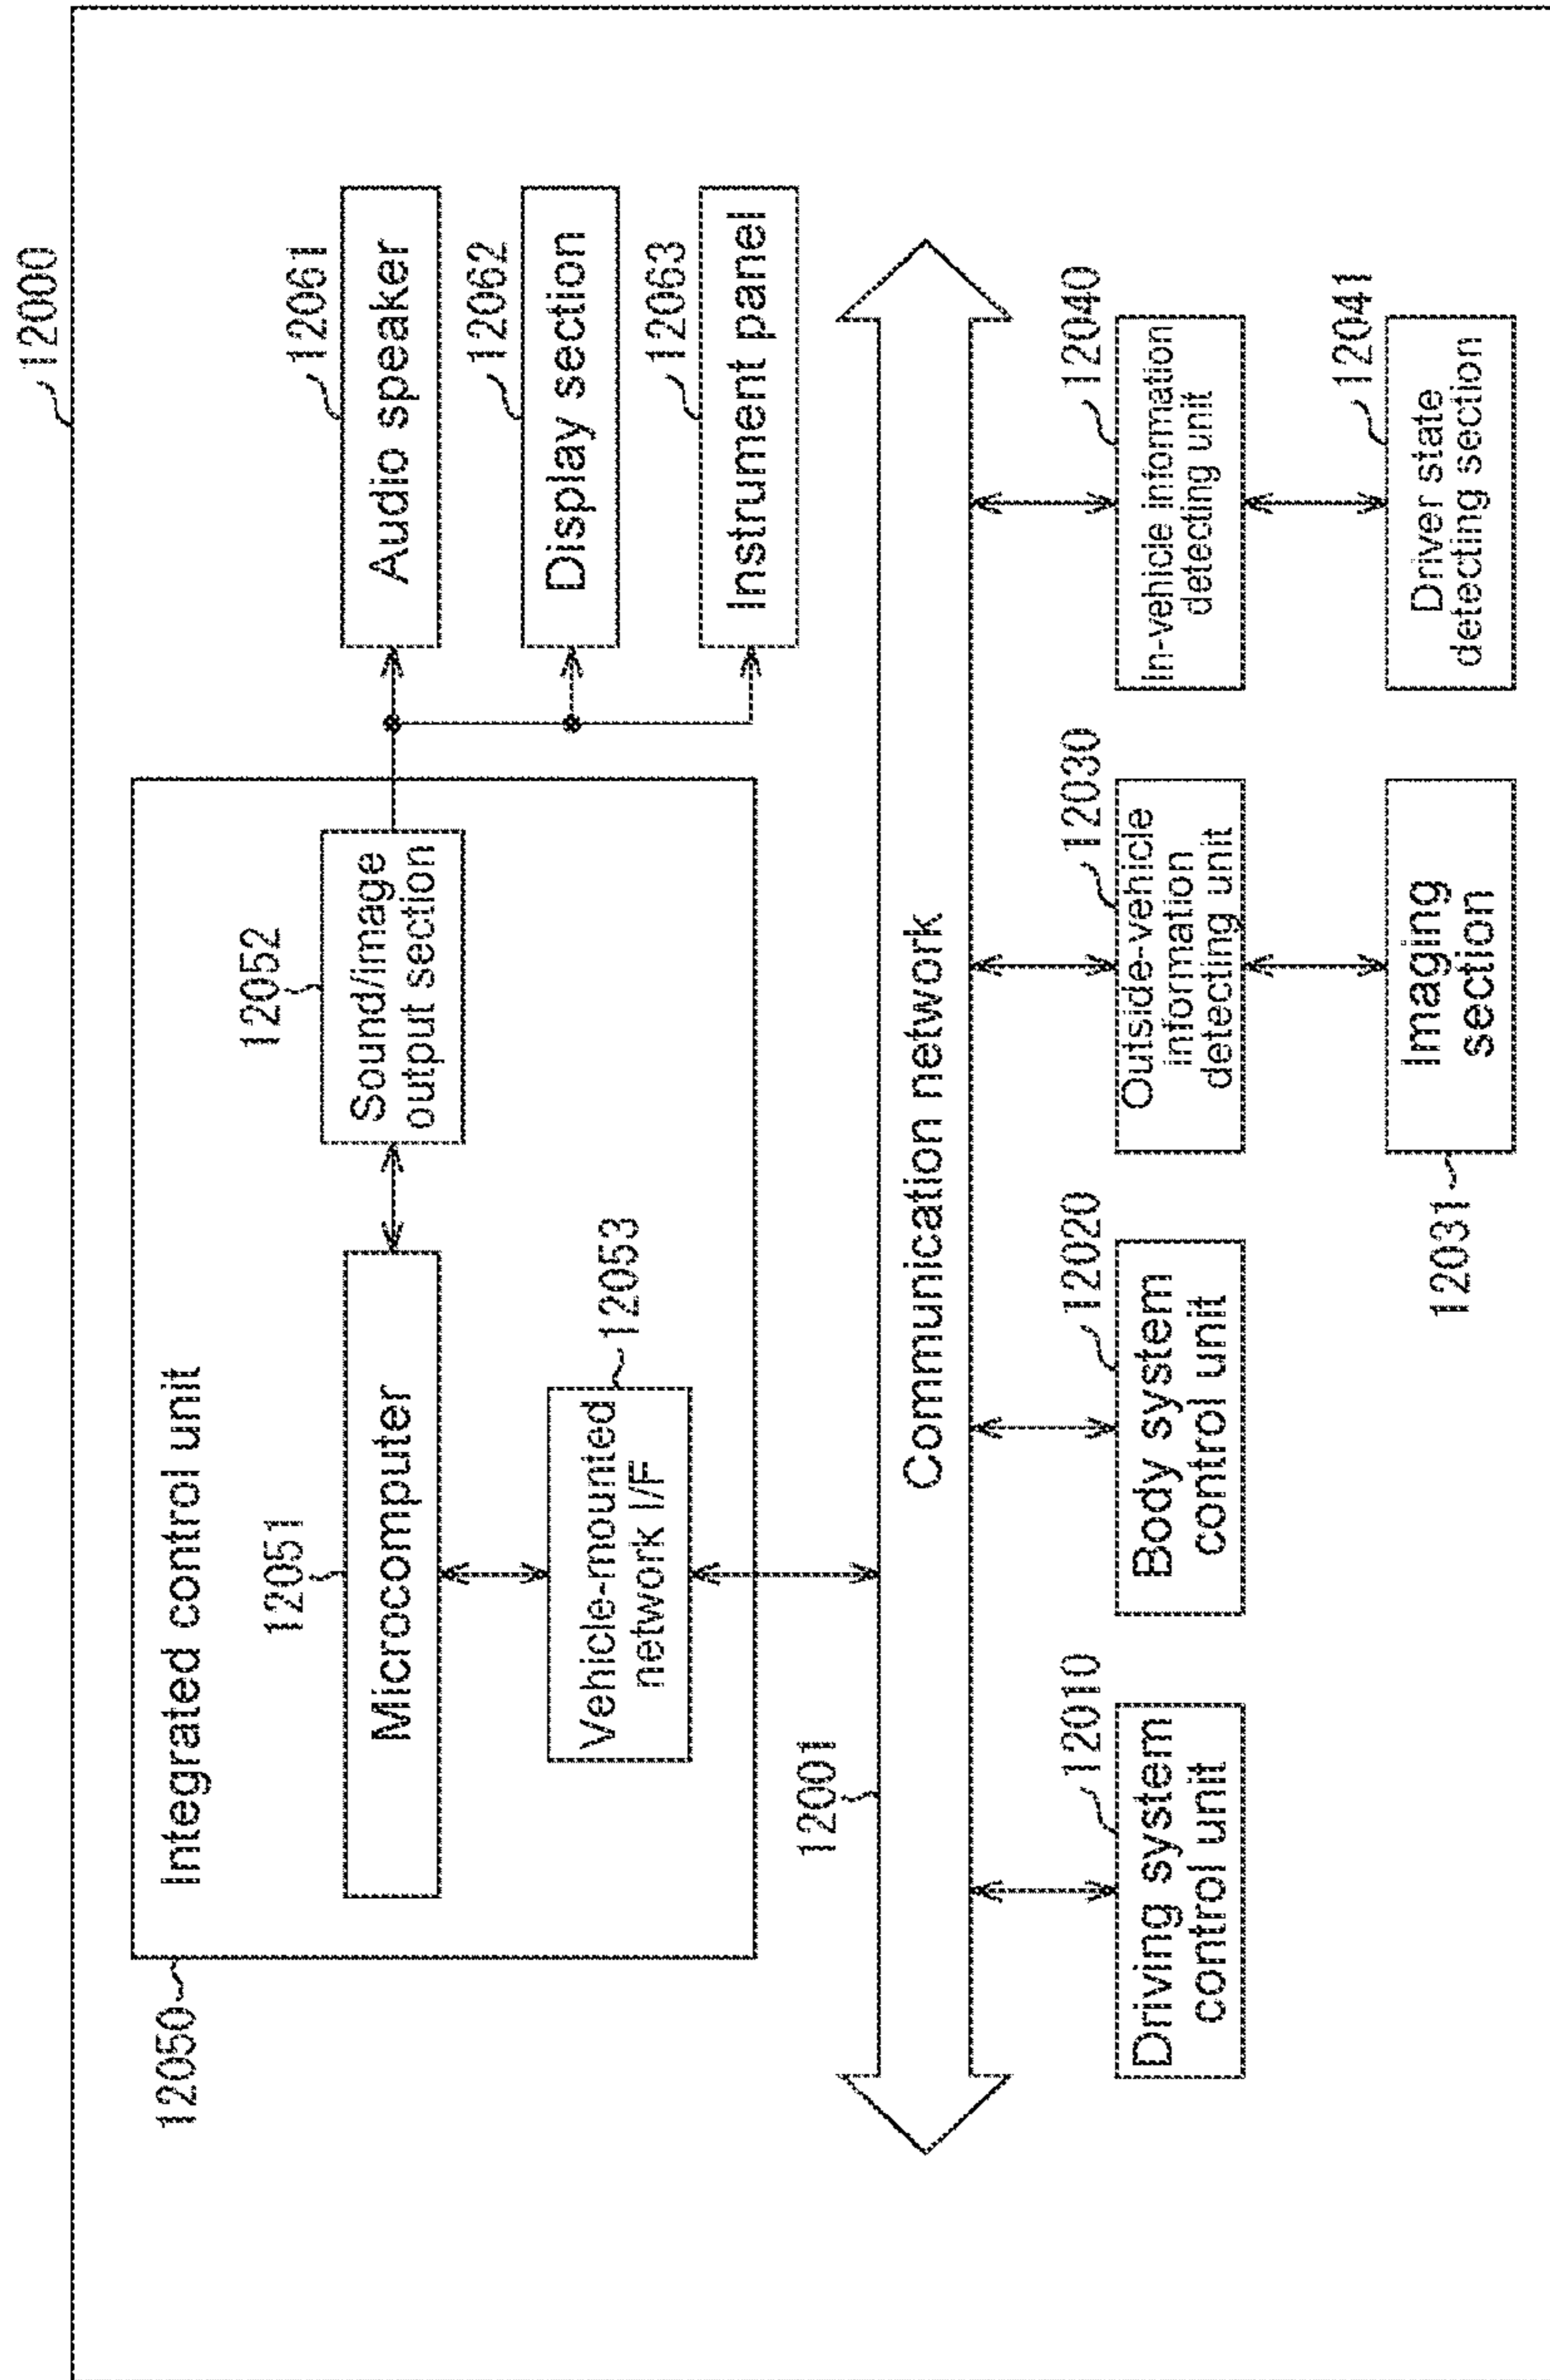 12000
12050
Integrated control unit
12051
Microcomputer
12052
Sound/image
output section
12053
Vehicle-mounted
network I/F
12061
Audio speaker
12062
Display section
12063
Instrument panel
12001
Communication network
12010
Driving system
control unit
12020
Body system
control unit
12030
Outside-vehicle
information
detecting unit
12040
In-vehicle information
detecting unit
12031
Imaging
section
12041
Driver state
detecting section